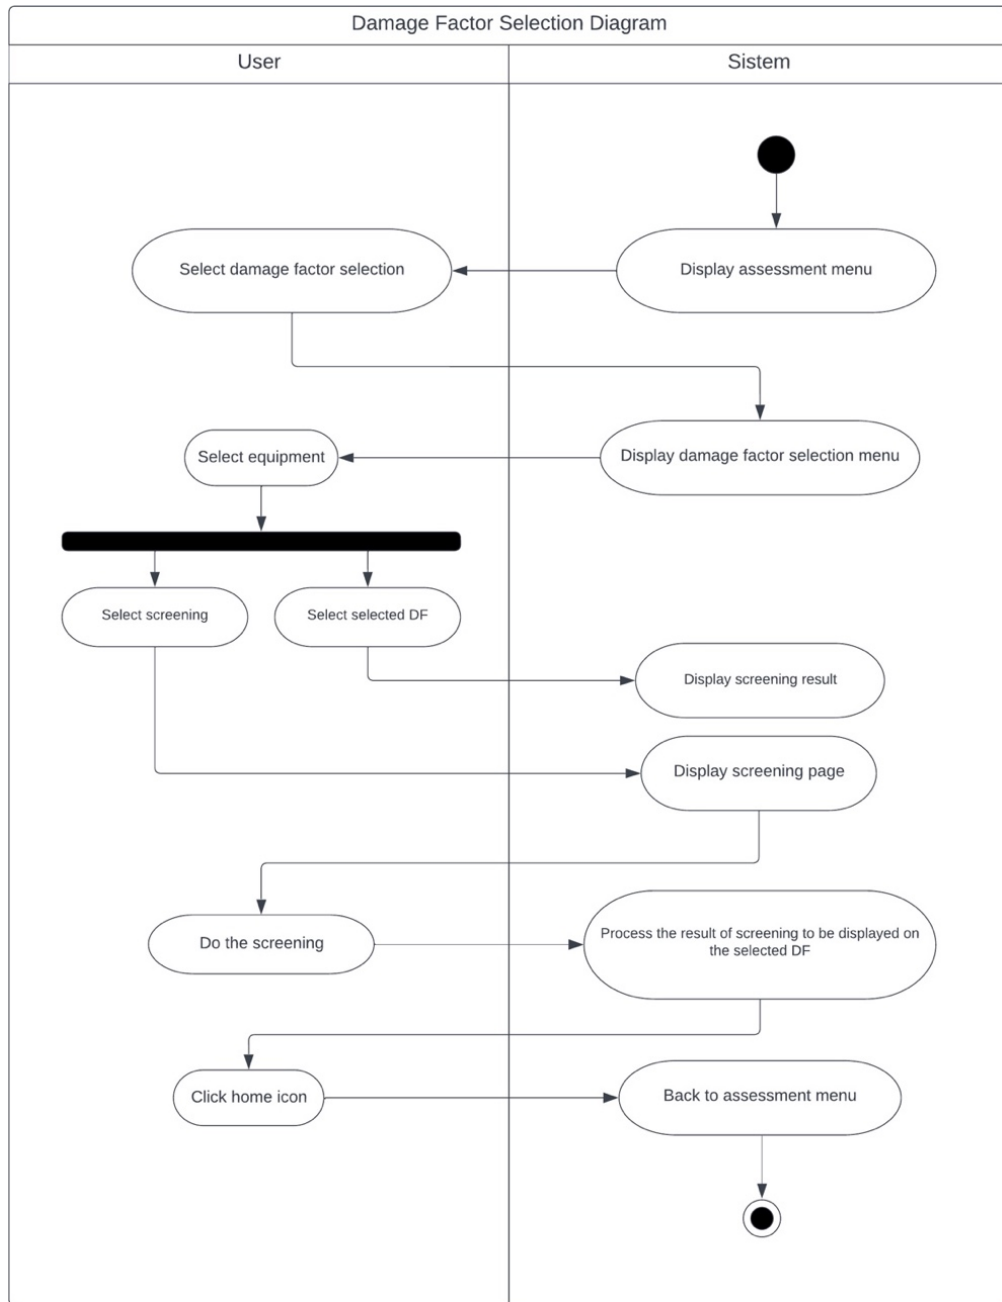 Damage Factor Selection Diagram
User
Sistem
Select damage factor selection
Display assessment menu
Select equipment
Display damage factor selection menu
Select screening
Select selected DF
Display screening result
Display screening page
Do the screening
Process the result of screening to be displayed on
the selected DF
Click home icon
Back to assessment menu